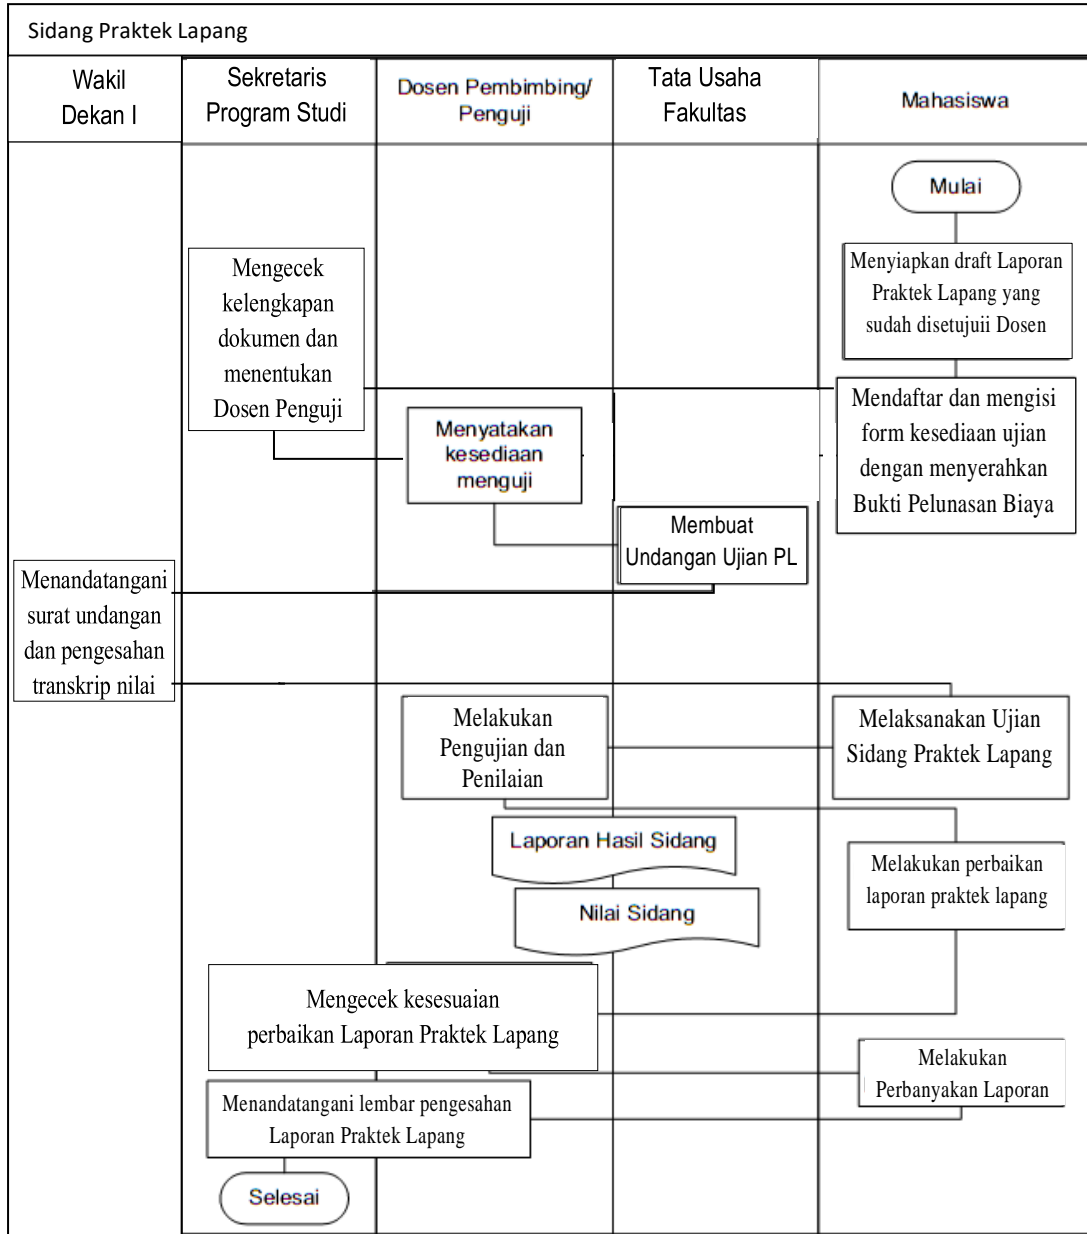 Sidang Praktek Lapang
Wakil
Dekan I
Sekretaris
Program Studi
Dosen Pembimbing/
Penguji
Tata Usaha
Fakultas
Mahasiswa
Mulai
Menyiapkan draft Laporan
Praktek Lapang yang
sudah disetujuii Dosen
Mengecek
kelengkapan
dokumen dan
menentukan
Dosen Penguji
Mendaftar dan mengisi
form kesediaan ujian
dengan menyerahkan
Bukti Pelunasan Biaya
Menyatakan
kesediaan
menguji
Membuat
Undangan Ujian PL
Menandatangani
surat undangan
dan pengesahan
transkrip nilai
Melakukan
Pengujian dan
Penilaian
Melaksanakan Ujian
Sidang Praktek Lapang
Laporan Hasil Sidang
Nilai Sidang
Melakukan perbaikan
laporan praktek lapang
Mengecek kesesuaian
perbaikan Laporan Praktek Lapang
Melakukan
Perbanyakan Laporan
Menandatangani lembar pengesahan
Laporan Praktek Lapang
Selesai